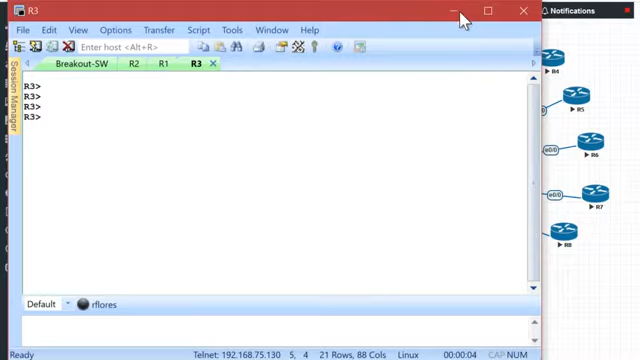 R3
Notifications
File Edit View Options Transfer Script Tools Window Help
Enter host <Alt+R>
Session Manager
Breakout-SW R2 R1 R3
R3>
R3>
R3>
R3>
R4
R5
e0/0 R6
e0/0 R7
R8
Default rflores
Ready Telnet: 192.168.75.130 5, 4 21 Rows, 88 Cols Linux 00:00:04 CAP NUM